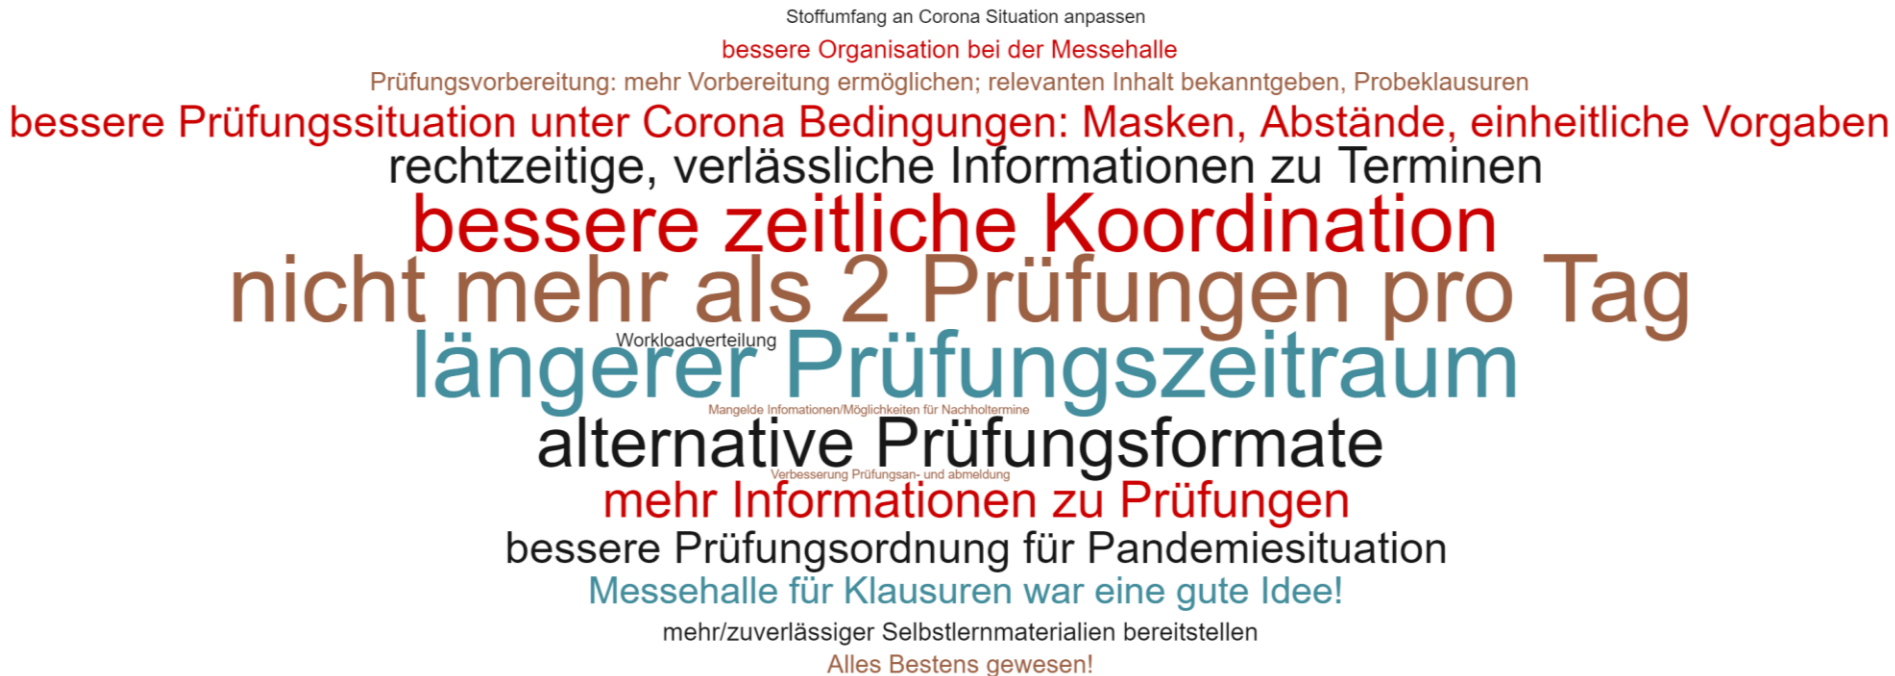 Stoffumfang an Corona Situation anpassen
bessere Organisation bei der Messehalle
Prüfungsvorbereitung: mehr Vorbereitung ermöglichen; relevanten Inhalt bekanntgeben, Probeklausuren
bessere Prüfungssituation unter Corona Bedingungen: Masken, Abstände, einheitliche Vorgaben
rechtzeitige, verlässliche Informationen zu Terminen
bessere zeitliche Koordination
nicht mehr als 2 Prüfungen pro Tag
Workloadverteilung
längerer Prüfungszeitraum
Mangelde Infomationen/Möglichkeiten für Nachholtermine
alternative Prüfungsformate
Verbesserung Prüfungsan- und abmeldung
mehr Informationen zu Prüfungen
bessere Prüfungsordnung für Pandemiesituation
Messehalle für Klausuren war eine gute Idee!
mehr/zuverlässiger Selbstlernmaterialien bereitstellen
Alles Bestens gewesen!